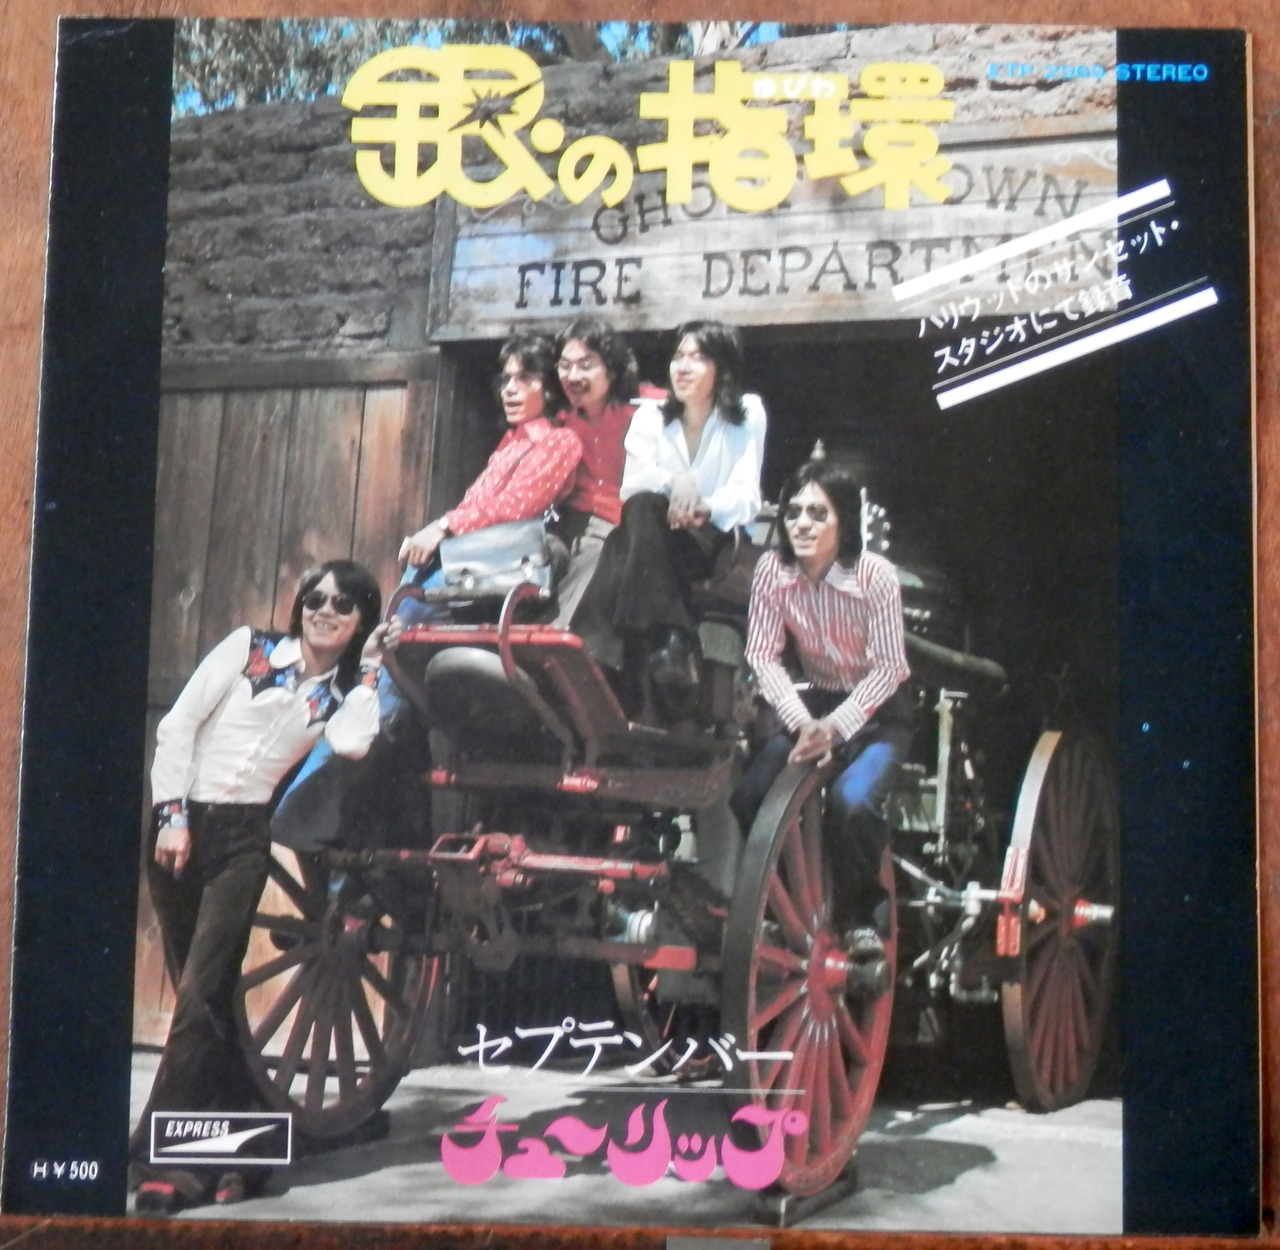 銀の指環
ゆびわ
STEREO
GHOST TOWN
FIRE DEPARTMENT
ハリウッドのサンセット・
スタジオにて録音
セプテンバー
チューリップ
EXPRESS
H ¥500